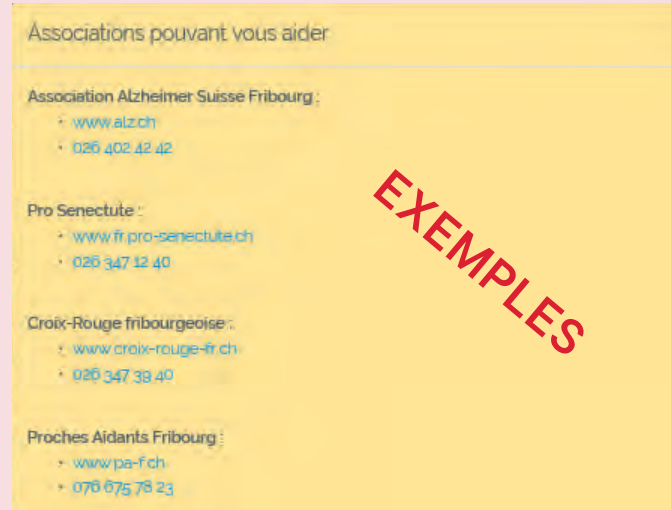 Associations pouvant vous aider
Association Alzheimer Suisse Fribourg :
• www.alz.ch
• 026 402 42 42
EXEMPLES
Pro Senectute :
• www.fr.pro-senectute.ch
• 026 347 12 40
Croix-Rouge fribourgeoise :
• www.croix-rouge-fr.ch
• 026 347 39 40
Proches Aidants Fribourg :
• www.pa-f.ch
• 076 675 78 23